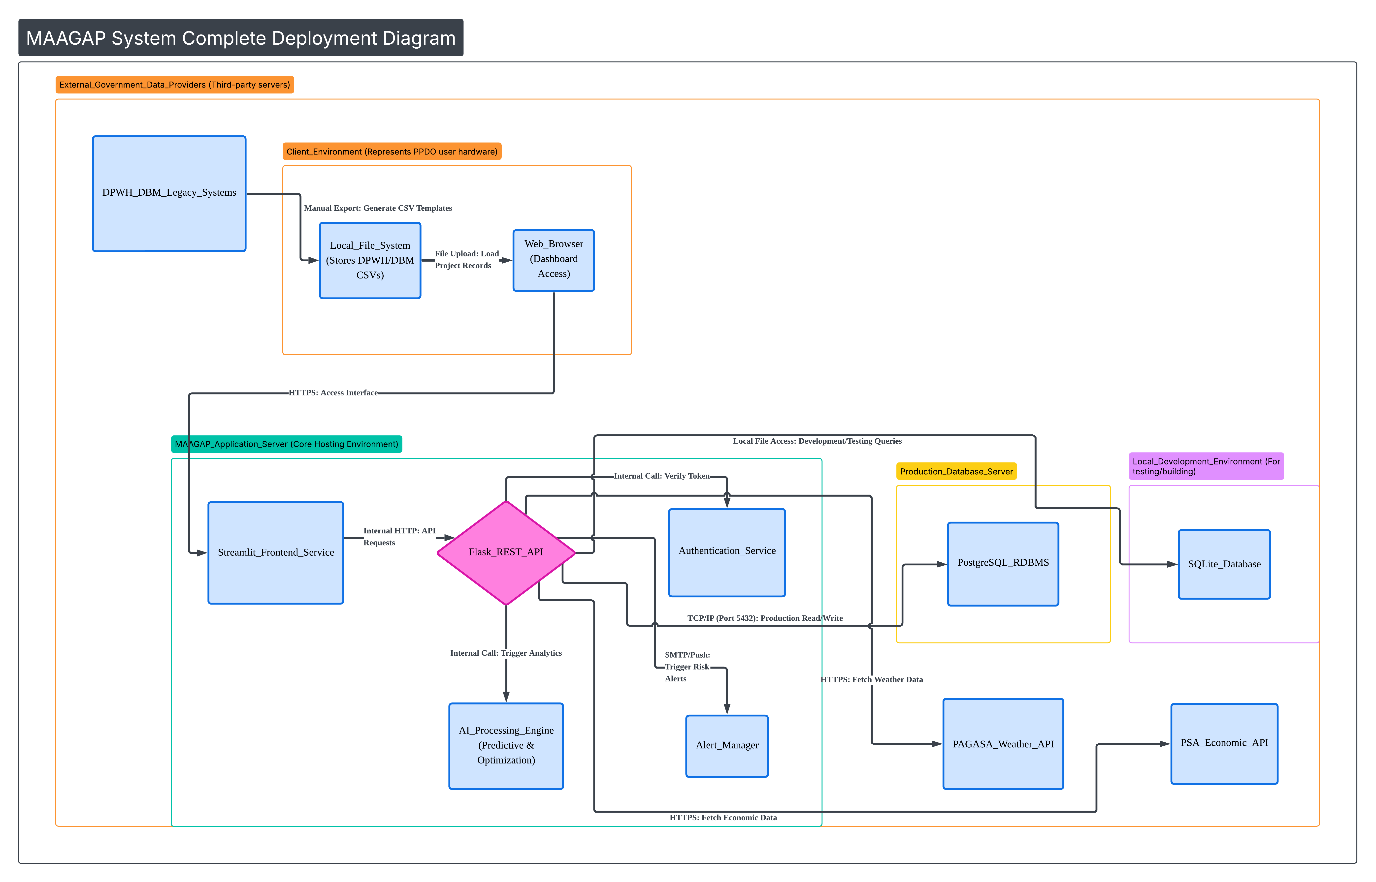 MAAGAP System Complete Deployment Diagram
External_Government_Data_Providers (Third-party servers)
Client_Environment (Represents PPDO user hardware)
DPWH_DBM_Legacy_Systems
Manual Export: Generate CSV Templates
Local_File_System
(Stores DPWH/DBM
CSVs)
File Upload: Load
Project Records
Web_Browser
(Dashboard
Access)
HTTPS: Access Interface
MAAGAP_Application_Server (Core Hosting Environment)
Local File Access: Development/Testing Queries
Production_Database_Server
Local_Development_Environment (For
testing/building)
Internal Call: Verify Token
Streamlit_Frontend_Service
Internal HTTP: API
Requests
Flask_REST_API
Authentication_Service
PostgreSQL_RDBMS
SQLite_Database
TCP/IP (Port 5432): Production Read/Write
Internal Call: Trigger Analytics
SMTP/Push:
Trigger Risk
Alerts
HTTPS: Fetch Weather Data
AI_Processing_Engine
(Predictive &
Optimization)
Alert_Manager
PAGASA_Weather_API
PSA_Economic_API
HTTPS: Fetch Economic Data